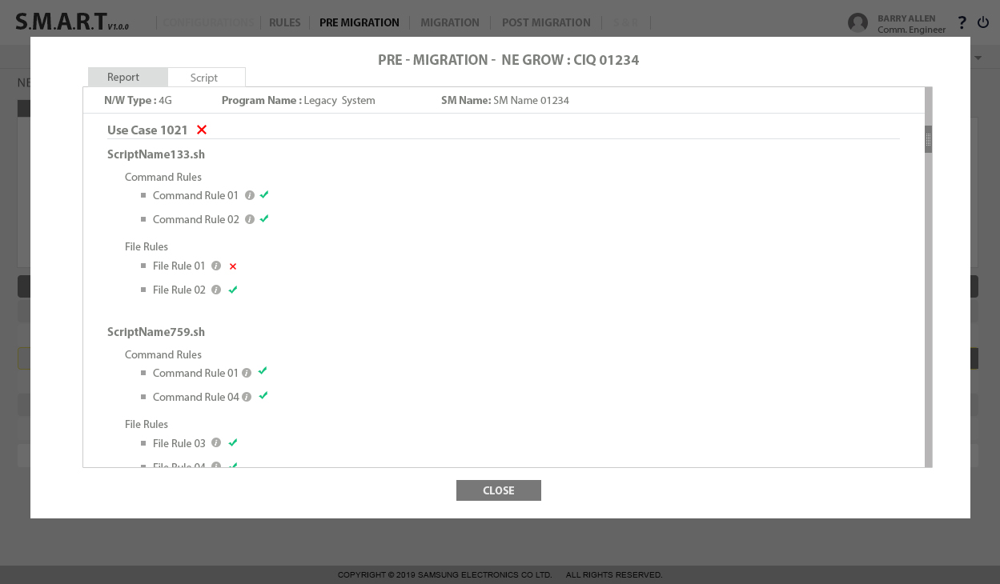 S.M.A.R.T V1.0.0
CONFIGURATIONS RULES PRE MIGRATION MIGRATION POST MIGRATION
BARRY ALLEN
Comm. Engineer
?
NE
PRE - MIGRATION - NE GROW : CIQ 01234
Report Script
N/W Type : 4G Program Name : Legacy System SM Name: SM Name 01234
Use Case 1021
ScriptName133.sh
Command Rules
Command Rule 01 i
Command Rule 02 i
File Rules
File Rule 01 i
File Rule 02 i
ScriptName759.sh
Command Rules
Command Rule 01 i
Command Rule 04 i
File Rules
File Rule 03 i
File Rule 04 i
CLOSE
COPYRIGHT © 2019 SAMSUNG ELECTRONICS CO LTD. ALL RIGHTS RESERVED.